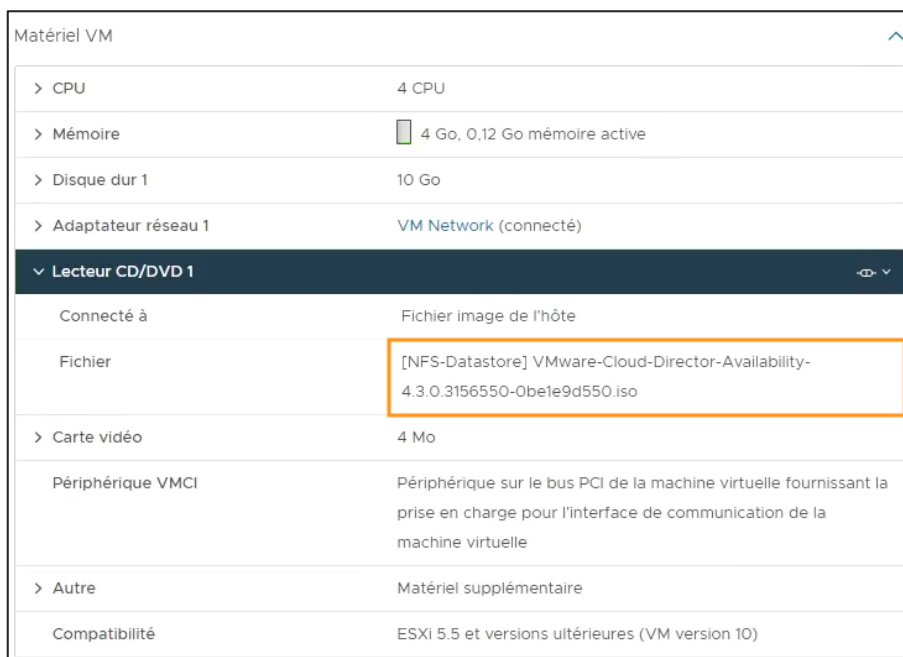 Matériel VM
CPU
4 CPU
Mémoire
4 Go, 0,12 Go mémoire active
Disque dur 1
10 Go
Adaptateur réseau 1
VM Network (connecté)
Lecteur CD/DVD 1
Connecté à
Fichier image de l'hôte
Fichier
[NFS-Datastore] VMware-Cloud-Director-Availability-
4.3.0.3156550-0be1e9d550.iso
Carte vidéo
4 Mo
Périphérique VMCI
Périphérique sur le bus PCI de la machine virtuelle fournissant la
prise en charge pour l'interface de communication de la
machine virtuelle
Autre
Matériel supplémentaire
Compatibilité
ESXi 5.5 et versions ultérieures (VM version 10)